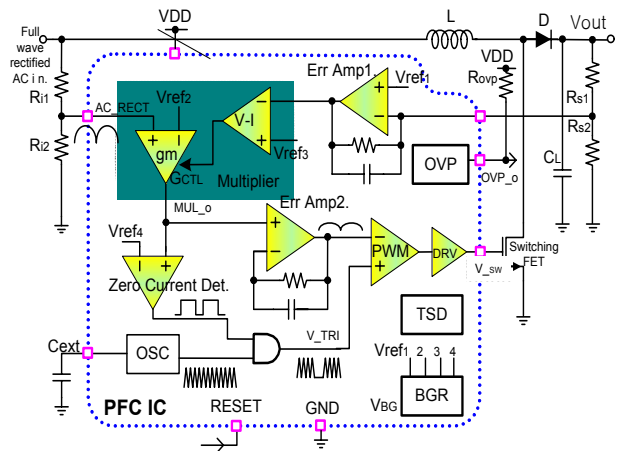 Full
wave
rectified
AC i n.
VDD
L
D
Vout
Ri1
AC_RECT
Ri2
Vref2
gm
GCTL
V-I
Vref3
Multiplier
MUL_o
Err Amp1.
Vref1
VDD
Rovp
Rs1
Rs2
OVP
OVP_o
CL
Err Amp2.
Vref4
Zero Current Det.
PWM
DRV
V_SW
Switching
FET
Cext
OSC
V_TRI
TSD
Vref1 2 3 4
VBG
BGR
PFC IC
RESET
GND